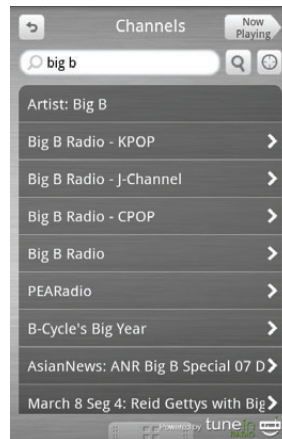 Channels
Now
Playing
big b
Artist: Big B
Big B Radio - KPOP
Big B Radio - J-Channel
Big B Radio - CPOP
Big B Radio
PEARadio
B-Cycle's Big Year
AsianNews: ANR Big B Special 07 D
March 8 Seg 4: Reid Gettys with Big
Powered by tunein